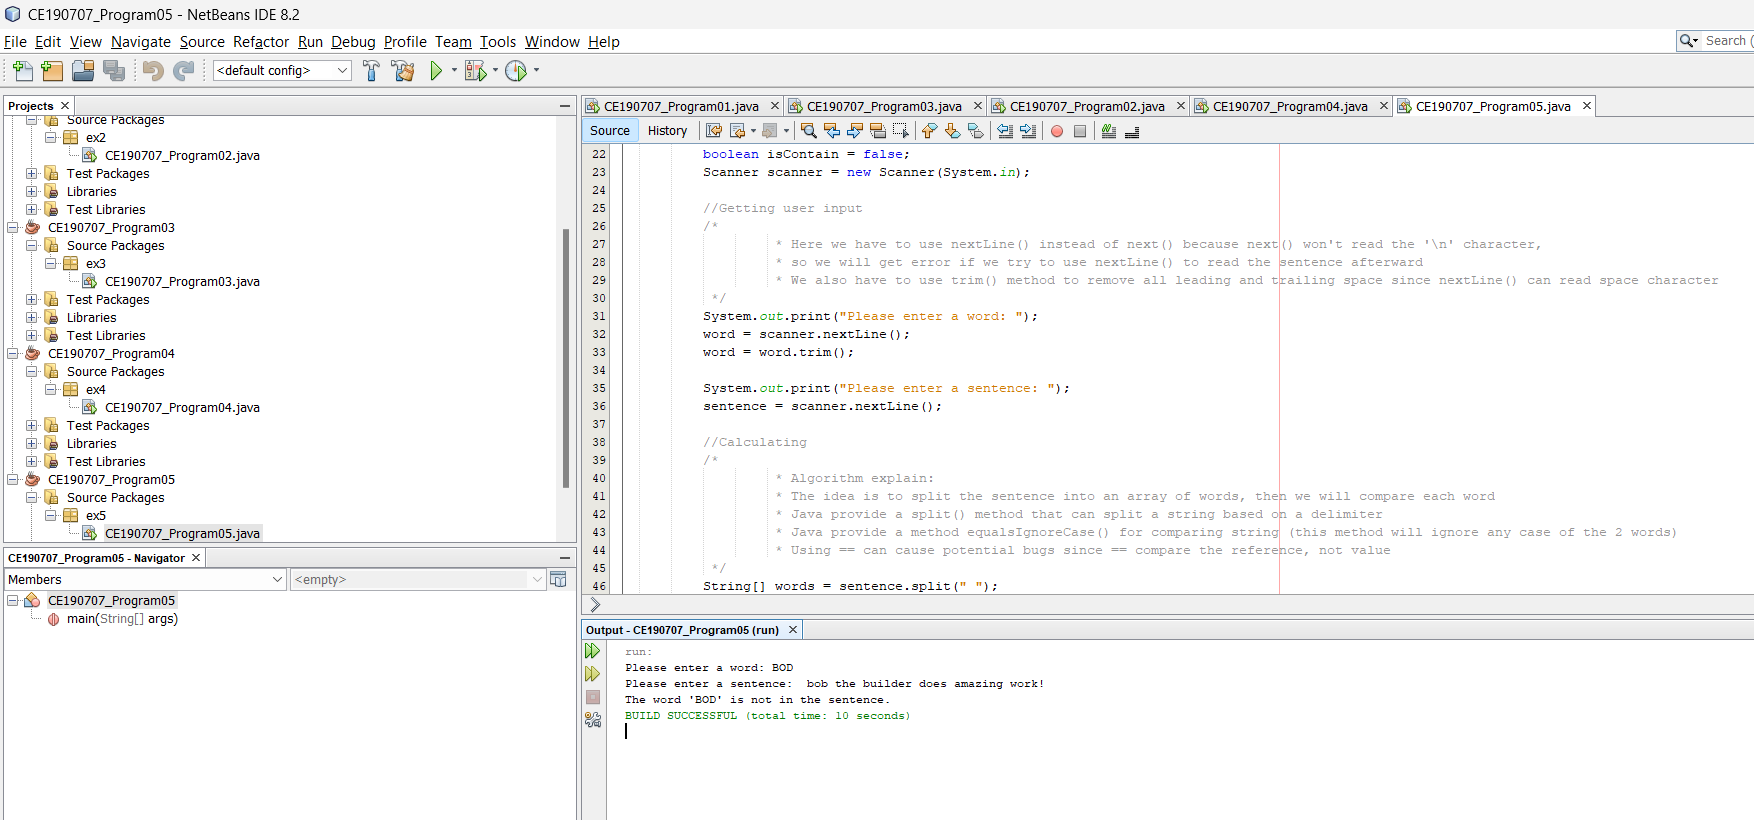 CE190707_Program05 - NetBeans IDE 8.2
File Edit View Navigate Source Refactor Run Debug Profile Team Tools Window Help
Search (
<default config>
Projects
Source Packages
ex2
CE190707_Program02.java
Test Packages
Libraries
Test Libraries
CE190707_Program03
Source Packages
ex3
CE190707_Program03.java
Test Packages
Libraries
Test Libraries
CE190707_Program04
Source Packages
ex4
CE190707_Program04.java
Test Packages
Libraries
Test Libraries
CE190707_Program05
Source Packages
ex5
CE190707_Program05.java
CE190707_Program05 - Navigator
Members <empty>
CE190707_Program05
main(String[] args)
CE190707_Program01.java CE190707_Program03.java CE190707_Program02.java CE190707_Program04.java CE190707_Program05.java
Source History
22 boolean isContain = false;
23 Scanner scanner = new Scanner(System.in);
24
25 //Getting user input
26 /*
27 * Here we have to use nextLine() instead of next() because next() won't read the '\n' character,
28 * so we will get error if we try to use nextLine() to read the sentence afterward
29 * We also have to use trim() method to remove all leading and trailing space since nextLine() can read space character
30 */
31 System.out.print("Please enter a word: ");
32 word = scanner.nextLine();
33 word = word.trim();
34
35 System.out.print("Please enter a sentence: ");
36 sentence = scanner.nextLine();
37
38 //Calculating
39 /*
40 * Algorithm explain:
41 * The idea is to split the sentence into an array of words, then we will compare each word
42 * Java provide a split() method that can split a string based on a delimiter
43 * Java provide a method equalsIgnoreCase() for comparing string (this method will ignore any case of the 2 words)
44 * Using == can cause potential bugs since == compare the reference, not value
45 */
46 String[] words = sentence.split(" ");
Output - CE190707_Program05 (run)
run:
Please enter a word: BOD
Please enter a sentence:  bob the builder does amazing work!
The word 'BOD' is not in the sentence.
BUILD SUCCESSFUL (total time: 10 seconds)